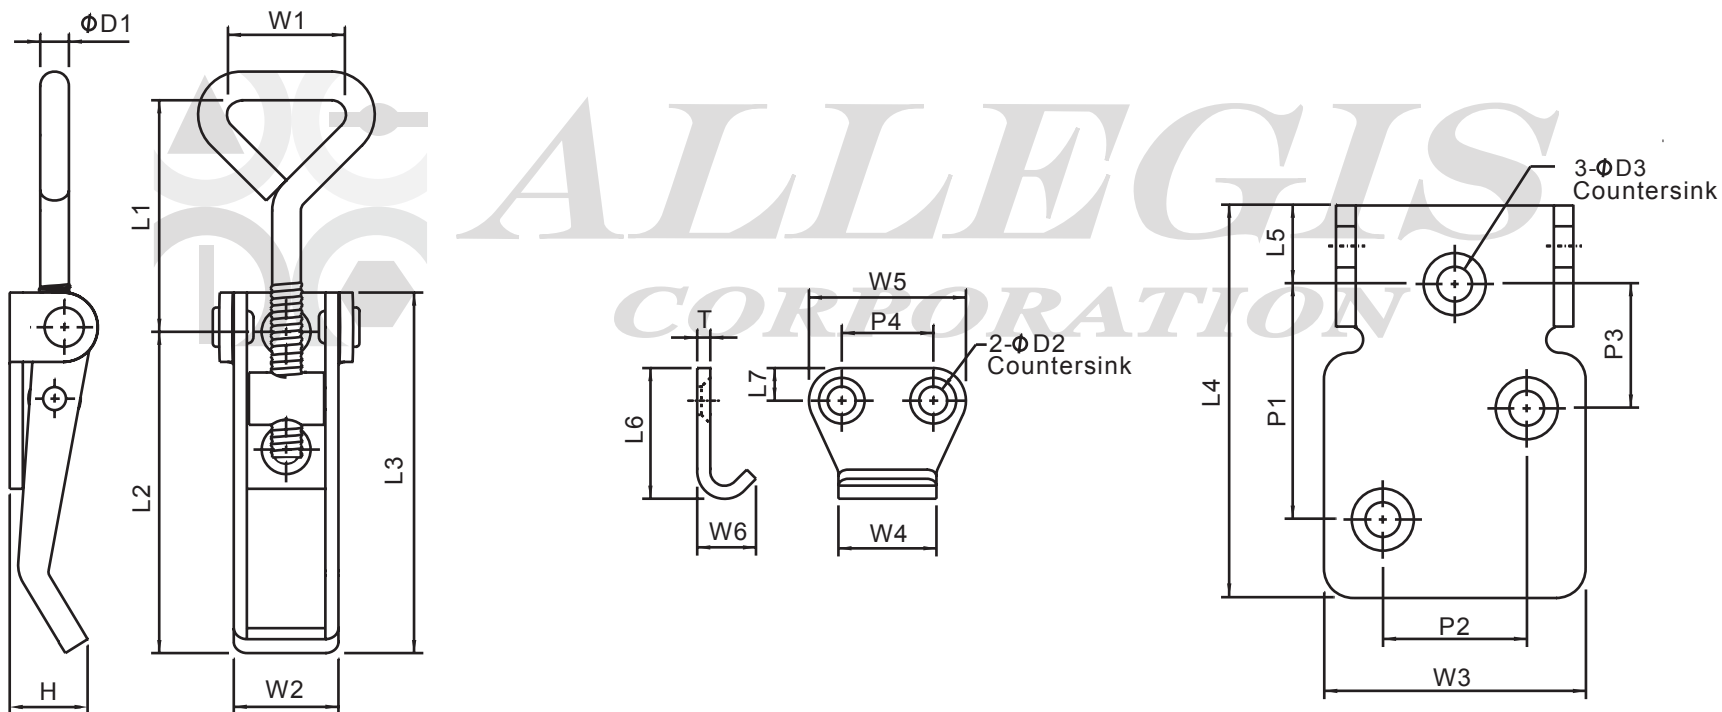 ϕD1
W1
L1
L2
L3
H
W2
ALLEGIS
CORPORATION
W5
P4
T
2-ϕD2
Countersink
L7
L6
W6
W4
3-ϕD3
Countersink
L5
L4
P1
P3
P2
W3